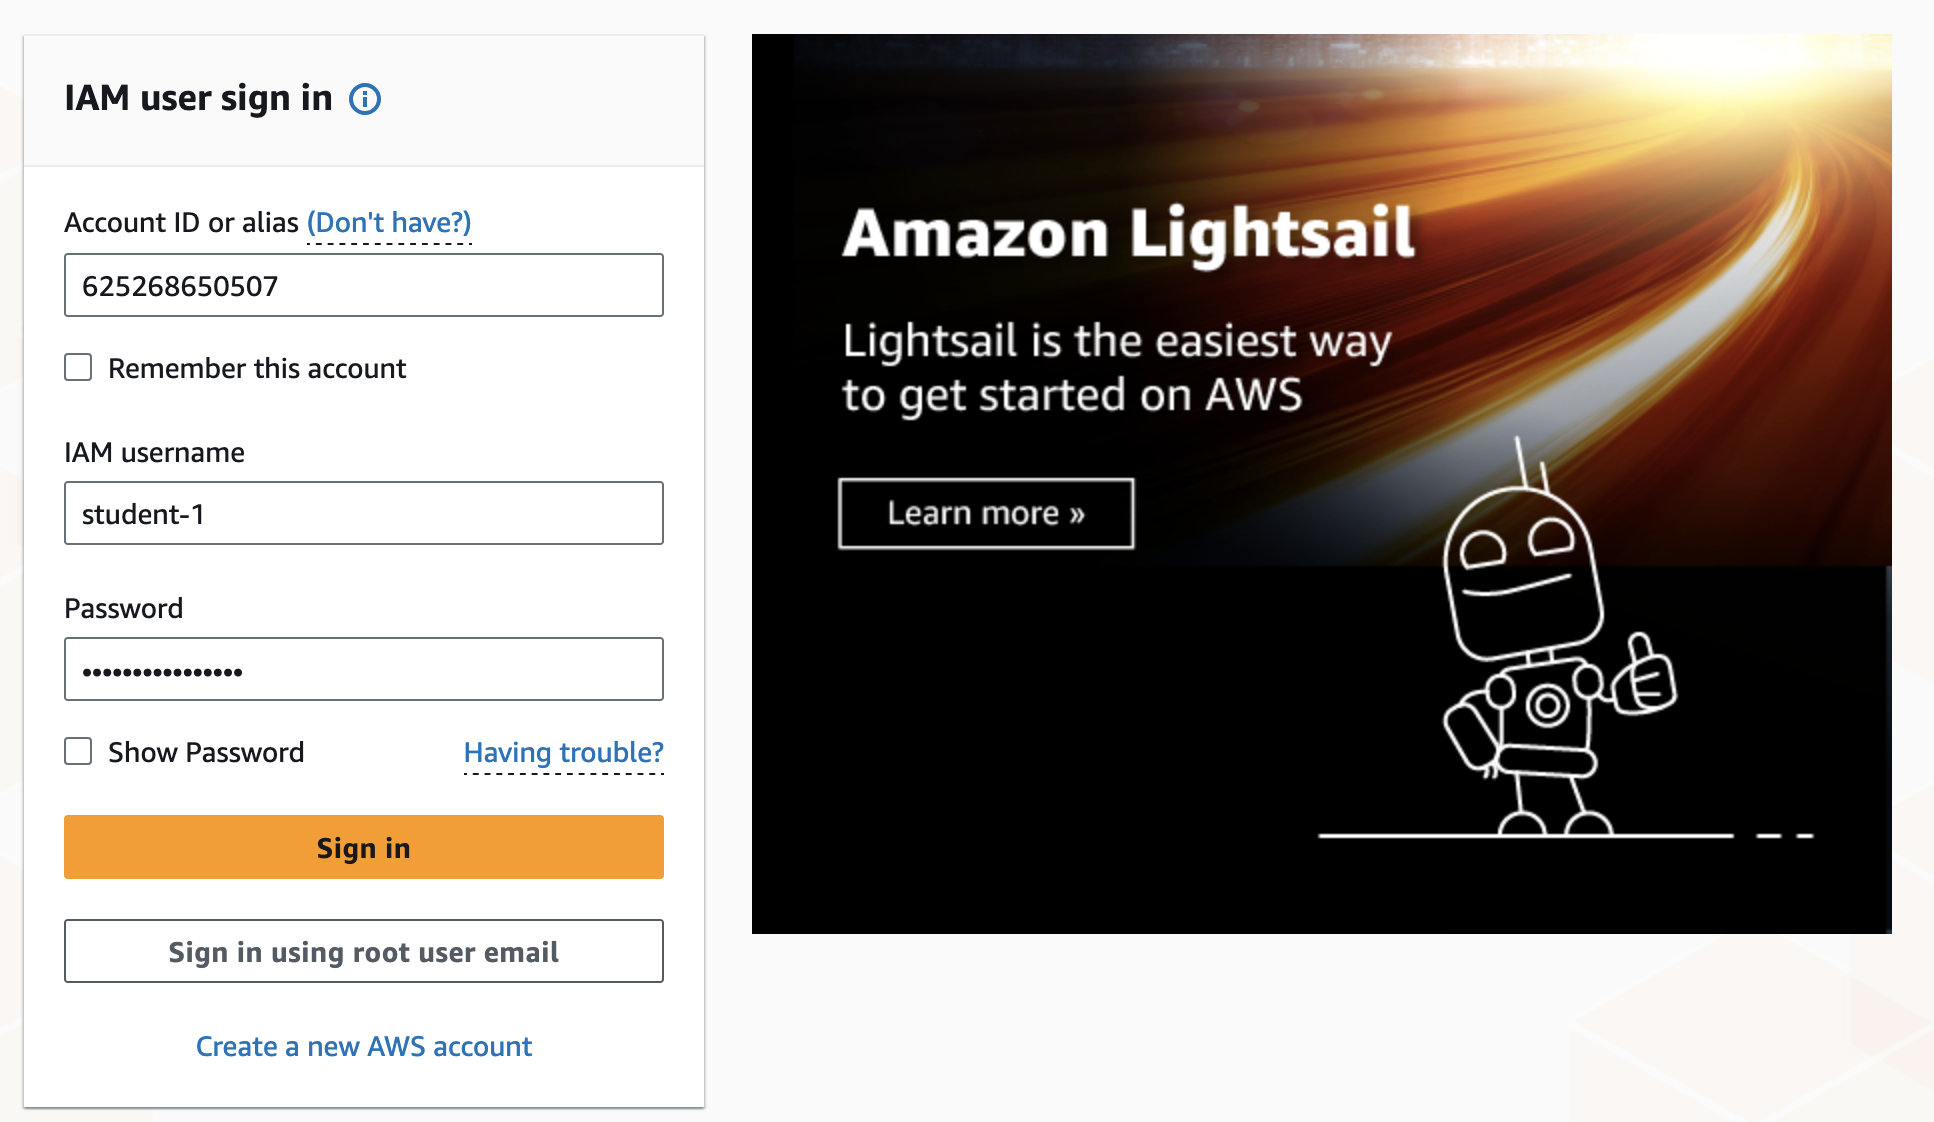 IAM user sign in
Account ID or alias (Don't have?)
625268650507
Remember this account
IAM username
student-1
Password
••••••••••••••••
Show Password
Having trouble?
Sign in
Sign in using root user email
Create a new AWS account
Amazon Lightsail
Lightsail is the easiest way
to get started on AWS
Learn more »